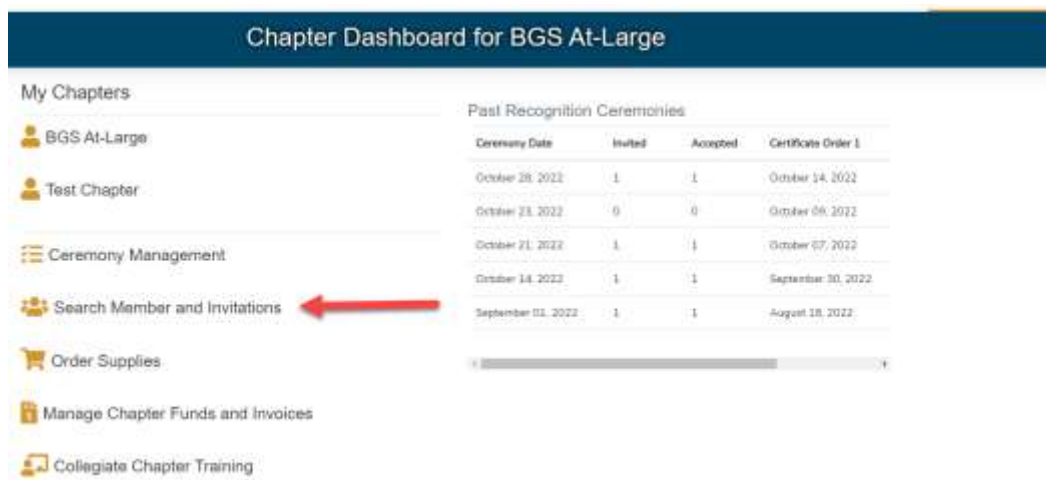 Chapter Dashboard for BGS At-Large
My Chapters
BGS At-Large
Test Chapter
Ceremony Management
Search Member and Invitations
Order Supplies
Manage Chapter Funds and Invoices
Collegiate Chapter Training
Past Recognition Ceremonies
Ceremony Date Invited Accepted Certificate Order 1
October 28, 2022 1 1 October 14, 2022
October 23, 2022 0 0 October 09, 2022
October 21, 2022 1 1 October 07, 2022
October 14, 2022 1 1 September 30, 2022
September 01, 2022 1 1 August 18, 2022